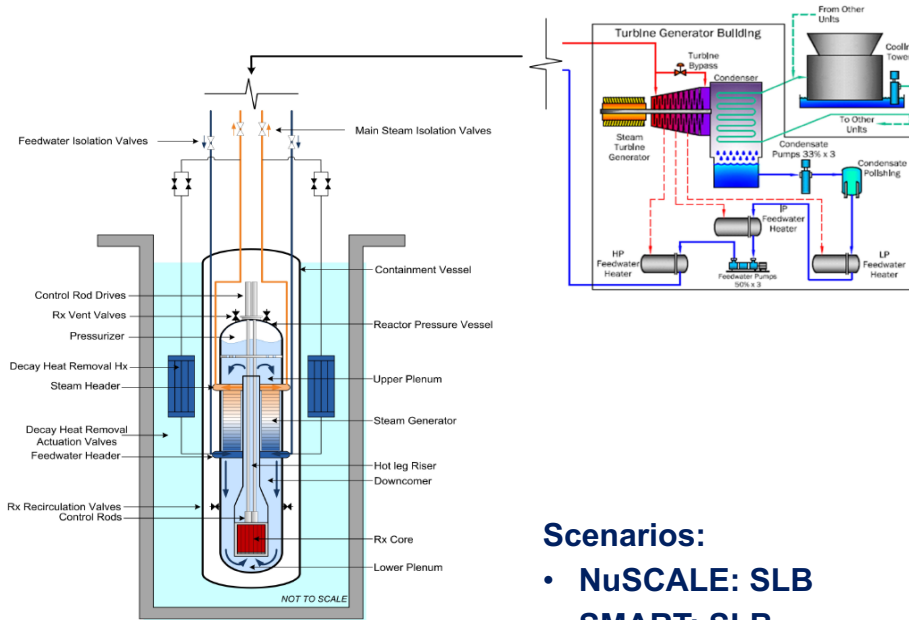 From Other
Units
Turbine Generator Building
Turbine
Bypass
Condenser
Cooling
Tower
To Other
Units
Steam
Turbine
Generator
Condensate
Pumps 33% x 3
Condensate
Polishing
IP
Feedwater
Heater
HP
Feedwater
Heater
Feedwater Pumps
50% x 3
LP
Feedwater
Heater
Feedwater Isolation Valves
Main Steam Isolation Valves
Containment Vessel
Control Rod Drives
Rx Vent Valves
Reactor Pressure Vessel
Pressurizer
Decay Heat Removal Hx
Steam Header
Upper Plenum
Steam Generator
Decay Heat Removal
Actuation Valves
Feedwater Header
Hot leg Riser
Downcomer
Rx Recirculation Valves
Control Rods
Rx Core
Lower Plenum
NOT TO SCALE
Scenarios:
• NuSCALE: SLB
SMART: SLB